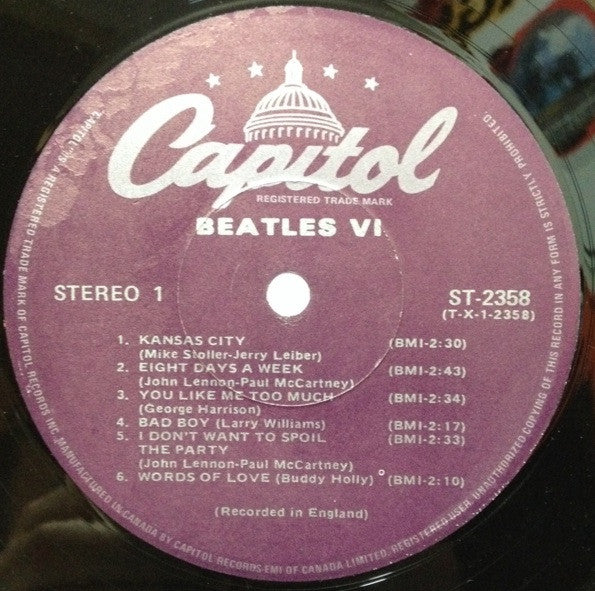 Capitol
REGISTERED TRADE MARK
BEATLES VI
STEREO 1
ST-2358
(T-X-1-2358)
1. KANSAS CITY (BMI-2:30)
(Mike Stoller-Jerry Leiber)
2. EIGHT DAYS A WEEK (BMI-2:43)
(John Lennon-Paul McCartney)
3. YOU LIKE ME TOO MUCH (BMI-2:34)
(George Harrison)
4. BAD BOY (Larry Williams) (BMI-2:17)
5. I DON'T WANT TO SPOIL (BMI-2:33)
THE PARTY
(John Lennon-Paul McCartney)
6. WORDS OF LOVE (Buddy Holly) (BMI-2:10)
(Recorded in England)
"CAPITOL" IS A REGISTERED TRADE MARK OF CAPITOL RECORDS INC. MANUFACTURED IN CANADA BY CAPITOL RECORDS-EMI OF CANADA LIMITED. REGISTERED USER. UNAUTHORIZED COPYING OF THIS RECORD IN ANY FORM IS STRICTLY PROHIBITED.